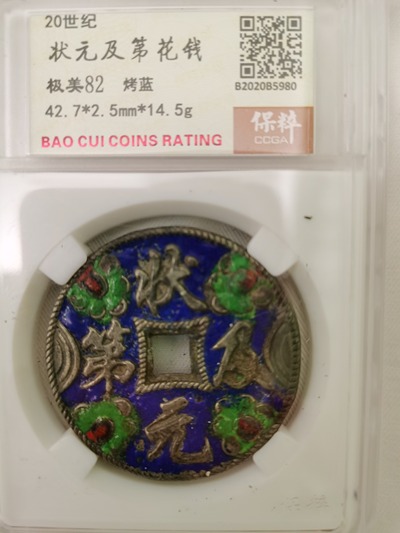 20世纪
状元及第花钱
极美82 烤蓝
42.7*2.5mm*14.5g
BAO CUI COINS RATING
B2020B5980
保粹
CCGA
状元及第